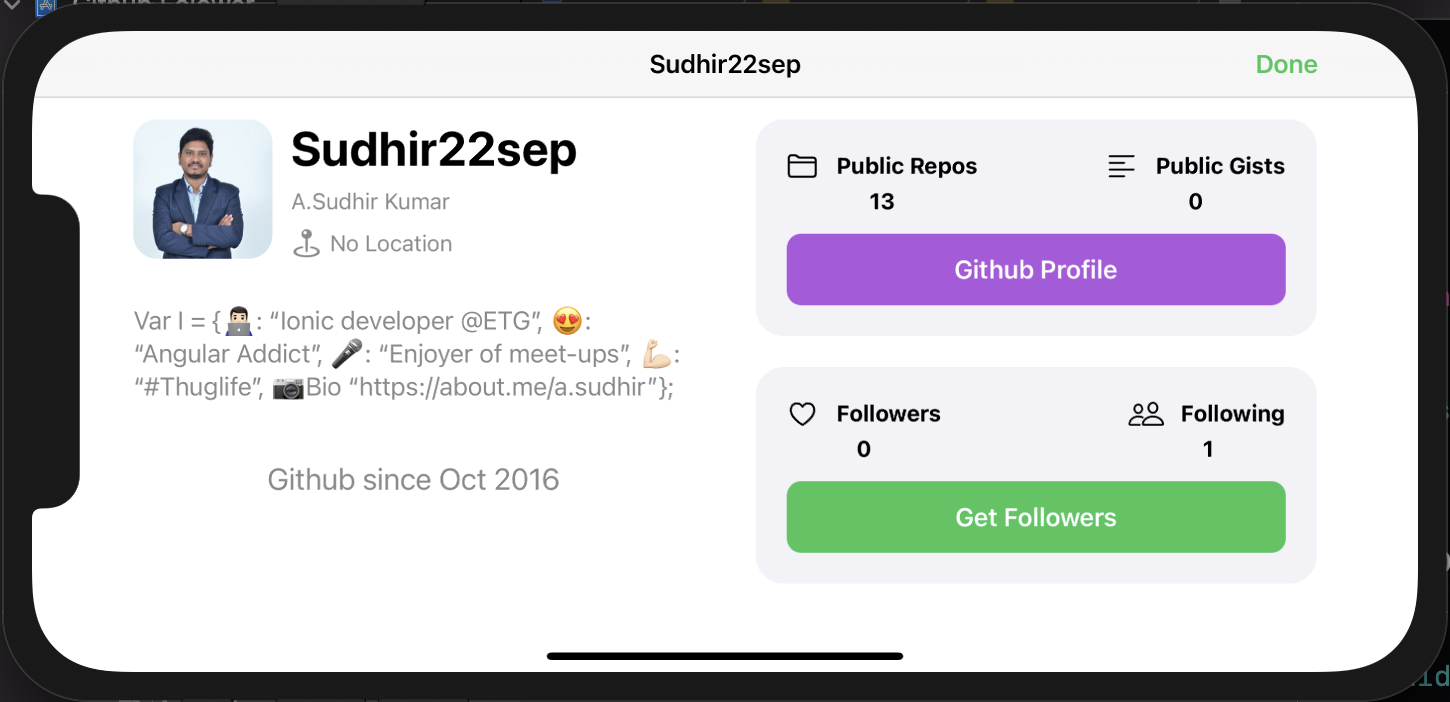 Sudhir22sep
Done
Sudhir22sep
A.Sudhir Kumar
No Location
Var I = {👨🏻‍💻: “Ionic developer @ETG”, 😍:
“Angular Addict”, 🎤: “Enjoyer of meet-ups”, 💪🏻:
“#Thuglife”, 📷Bio “https://about.me/a.sudhir”};
Github since Oct 2016
Public Repos
13
Public Gists
0
Github Profile
Followers
0
Following
1
Get Followers